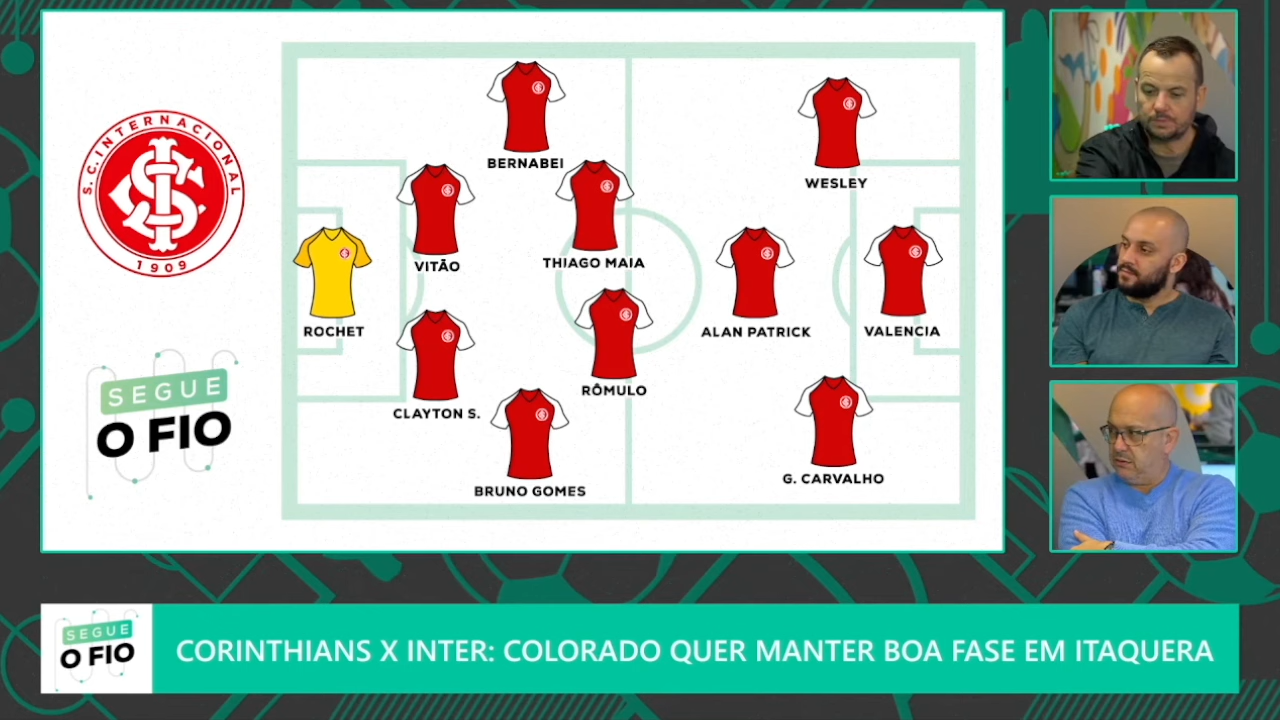 S.C. INTERNACIONAL
1909
SEGUE
O FIO
BERNABEI
WESLEY
VITÃO
THIAGO MAIA
ROCHET
ALAN PATRICK
VALENCIA
RÔMULO
CLAYTON S.
G. CARVALHO
BRUNO GOMES
SEGUE
O FIO
CORINTHIANS X INTER: COLORADO QUER MANTER BOA FASE EM ITAQUERA